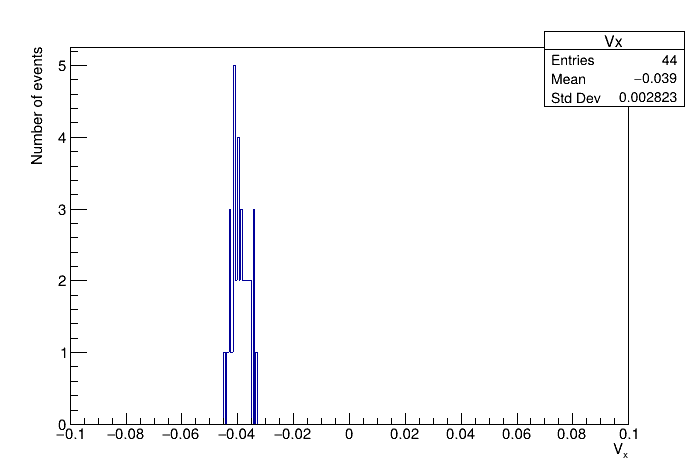 Vx
Entries 44
Mean −0.039
Std Dev 0.002823
Number of events
5
4
3
2
1
0
−0.1 −0.08 −0.06 −0.04 −0.02 0 0.02 0.04 0.06 0.08 0.1
Vx